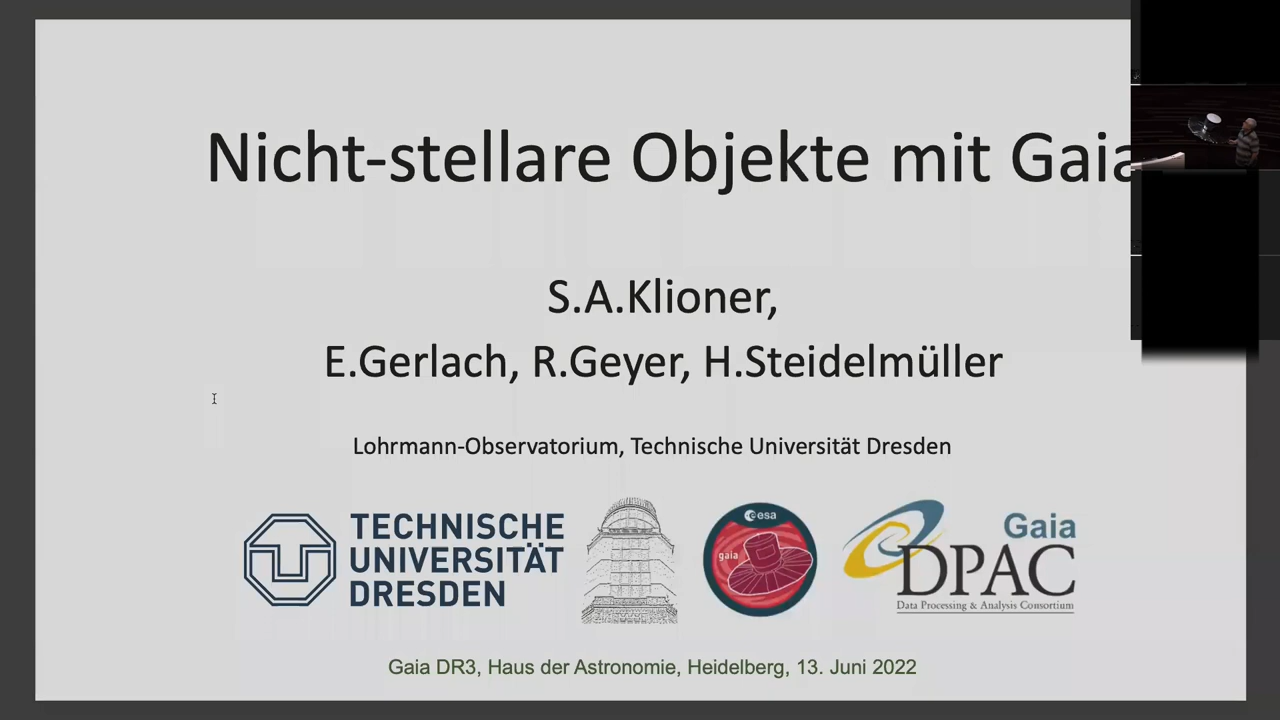 Nicht-stellare Objekte mit Gaia
S.A.Klioner,
E.Gerlach, R.Geyer, H.Steidelmüller
Lohrmann-Observatorium, Technische Universität Dresden
TECHNISCHE
UNIVERSITÄT
DRESDEN
esa
gaia
Gaia
DPAC
Data Processing & Analysis Consortium
Gaia DR3, Haus der Astronomie, Heidelberg, 13. Juni 2022